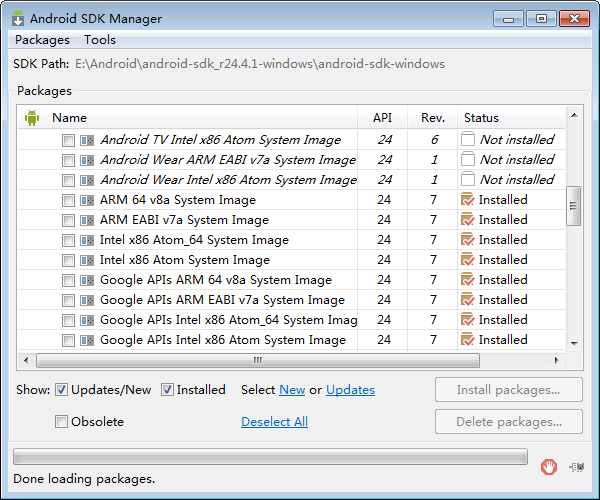 Android SDK Manager
Packages Tools
SDK Path: E:\Android\android-sdk_r24.4.1-windows\android-sdk-windows
Packages
Name API Rev. Status
Android TV Intel x86 Atom System Image 24 6 Not installed
Android Wear ARM EABI v7a System Image 24 1 Not installed
Android Wear Intel x86 Atom System Image 24 1 Not installed
ARM 64 v8a System Image 24 7 Installed
ARM EABI v7a System Image 24 7 Installed
Intel x86 Atom_64 System Image 24 7 Installed
Intel x86 Atom System Image 24 7 Installed
Google APIs ARM 64 v8a System Image 24 7 Installed
Google APIs ARM EABI v7a System Image 24 7 Installed
Google APIs Intel x86 Atom_64 System Imag 24 7 Installed
Google APIs Intel x86 Atom System Image 24 7 Installed
Show: Updates/New Installed Select New or Updates Install packages...
Obsolete Deselect All Delete packages...
Done loading packages.